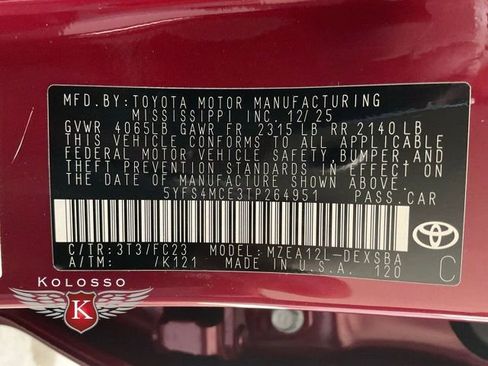 MFD.BY:TOYOTA MOTOR MANUFACTURING
MISSISSIPPI INC. 12/25
GVWR 4065LB GAWR FR 2315LB RR 2140LB
THIS VEHICLE CONFORMS TO ALL APPLICABLE
FEDERAL MOTOR VEHICLE SAFETY, BUMPER, AND
THEFT PREVENTION STANDARDS IN EFFECT ON
THE DATE OF MANUFACTURE SHOWN ABOVE.
5YFS4MCE3TP264951 PASS.CAR
C/TR:3T3/FC23 MODEL:MZEA12L-DEXSBA
A/TM: /K121 MADE IN U.S.A. 120
C
KOLOSSO
K